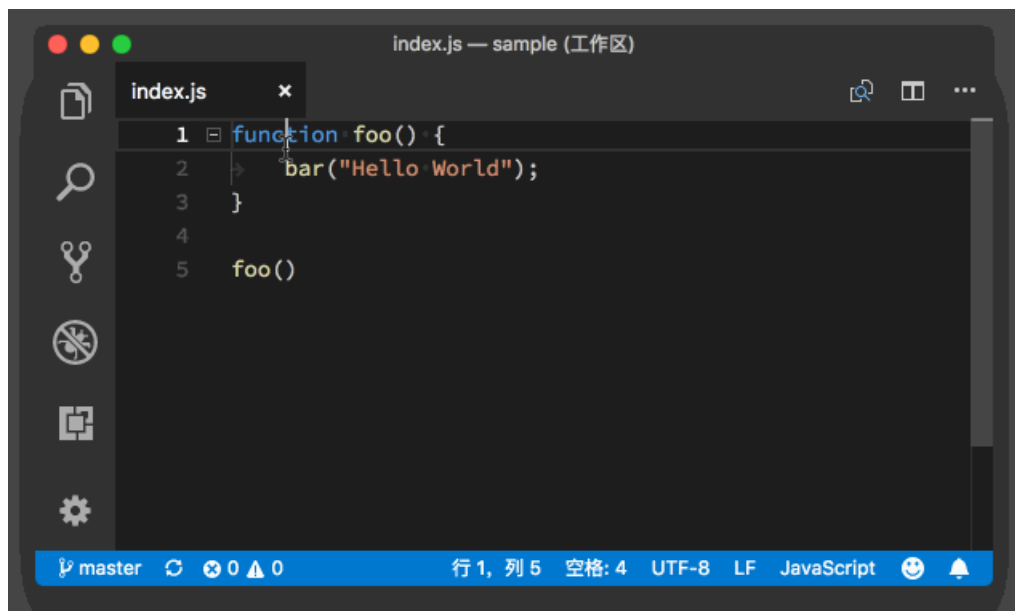 index.js — sample (工作区)
index.js
1 function foo() {
2 bar("Hello World");
3 }
4
5 foo()
master 0 0 行 1, 列 5 空格: 4 UTF-8 LF JavaScript